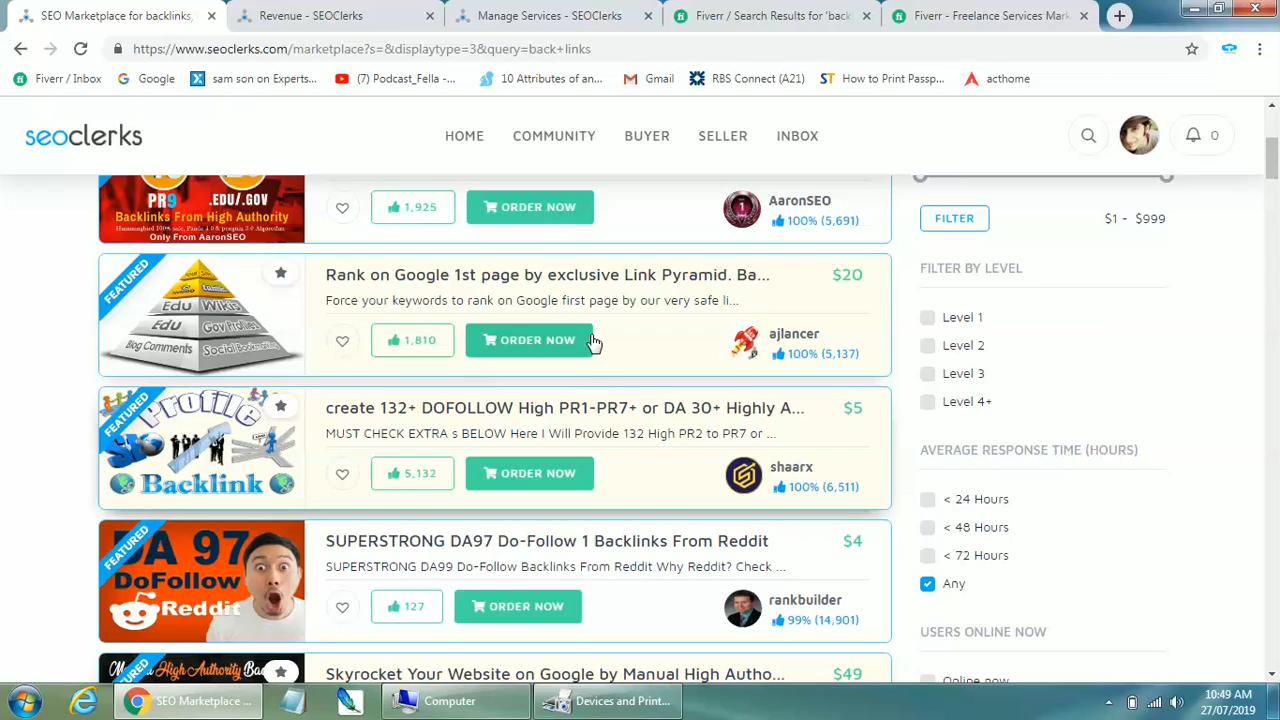 SEO Marketplace for backlinks,
Revenue - SEOClerks
Manage Services - SEOClerks
Fiverr / Search Results for 'back
Fiverr - Freelance Services Mark
https://www.seoclerks.com/marketplace?s=&displaytype=3&query=back+links
Fiverr / Inbox
Google
sam son on Experts...
(7) Podcast_Fella -...
10 Attributes of an...
Gmail
RBS Connect (A21)
How to Print Passp...
acthome
seoclerks
HOME
COMMUNITY
BUYER
SELLER
INBOX
0
PR9 .EDU/.GOV
Backlinks From High Authority
Only From AaronSEO
1,925
ORDER NOW
AaronSEO
100% (5,691)
FILTER
$1 - $999
FEATURED
Edu Wikis
Edu Gov Profiles
Blog Comments Social Bookmarking
Rank on Google 1st page by exclusive Link Pyramid. Ba...
$20
Force your keywords to rank on Google first page by our very safe li...
1,810
ORDER NOW
ajlancer
100% (5,137)
FILTER BY LEVEL
Level 1
Level 2
Level 3
Level 4+
FEATURED
Profile
SEO
Backlink
create 132+ DOFOLLOW High PR1-PR7+ or DA 30+ Highly A...
$5
MUST CHECK EXTRA s BELOW Here I Will Provide 132 High PR2 to PR7 or ...
5,132
ORDER NOW
shaarx
100% (6,511)
AVERAGE RESPONSE TIME (HOURS)
< 24 Hours
< 48 Hours
< 72 Hours
Any
FEATURED
DA 97
DoFollow
Reddit
SUPERSTRONG DA97 Do-Follow 1 Backlinks From Reddit
$4
SUPERSTRONG DA99 Do-Follow Backlinks From Reddit Why Reddit? Check ...
127
ORDER NOW
rankbuilder
99% (14,901)
USERS ONLINE NOW
Online now
Skyrocket Your Website on Google by Manual High Autho...
$49
SEO Marketplace ...
Computer
Devices and Print...
10:49 AM
27/07/2019